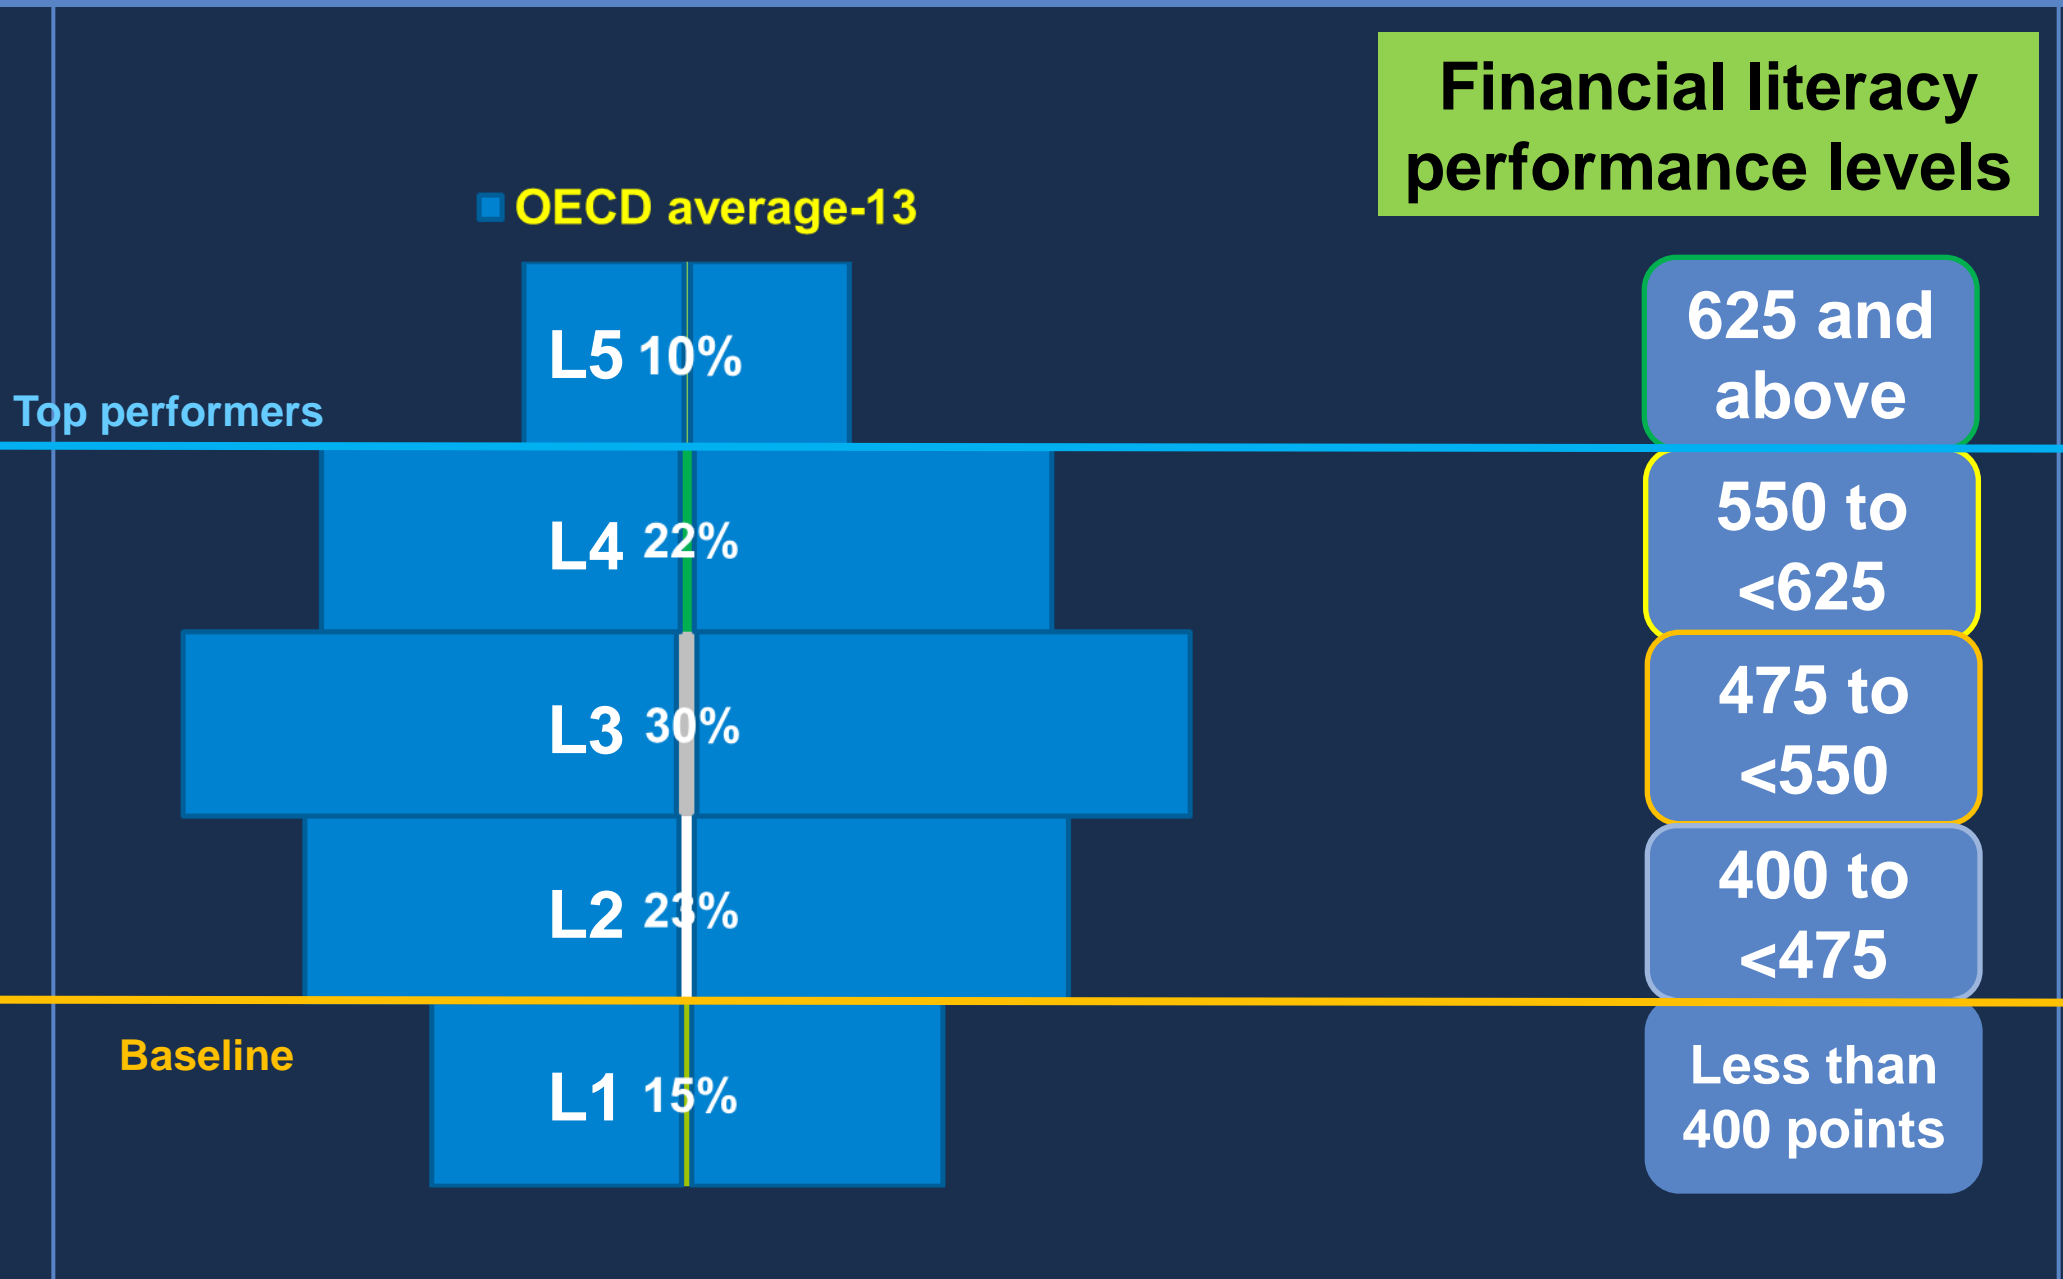 Financial literacy
performance levels
OECD average-13
L5 10%
625 and
above
Top performers
L4 22%
550 to
<625
L3 30%
475 to
<550
L2 23%
400 to
<475
Baseline
L1 15%
Less than
400 points